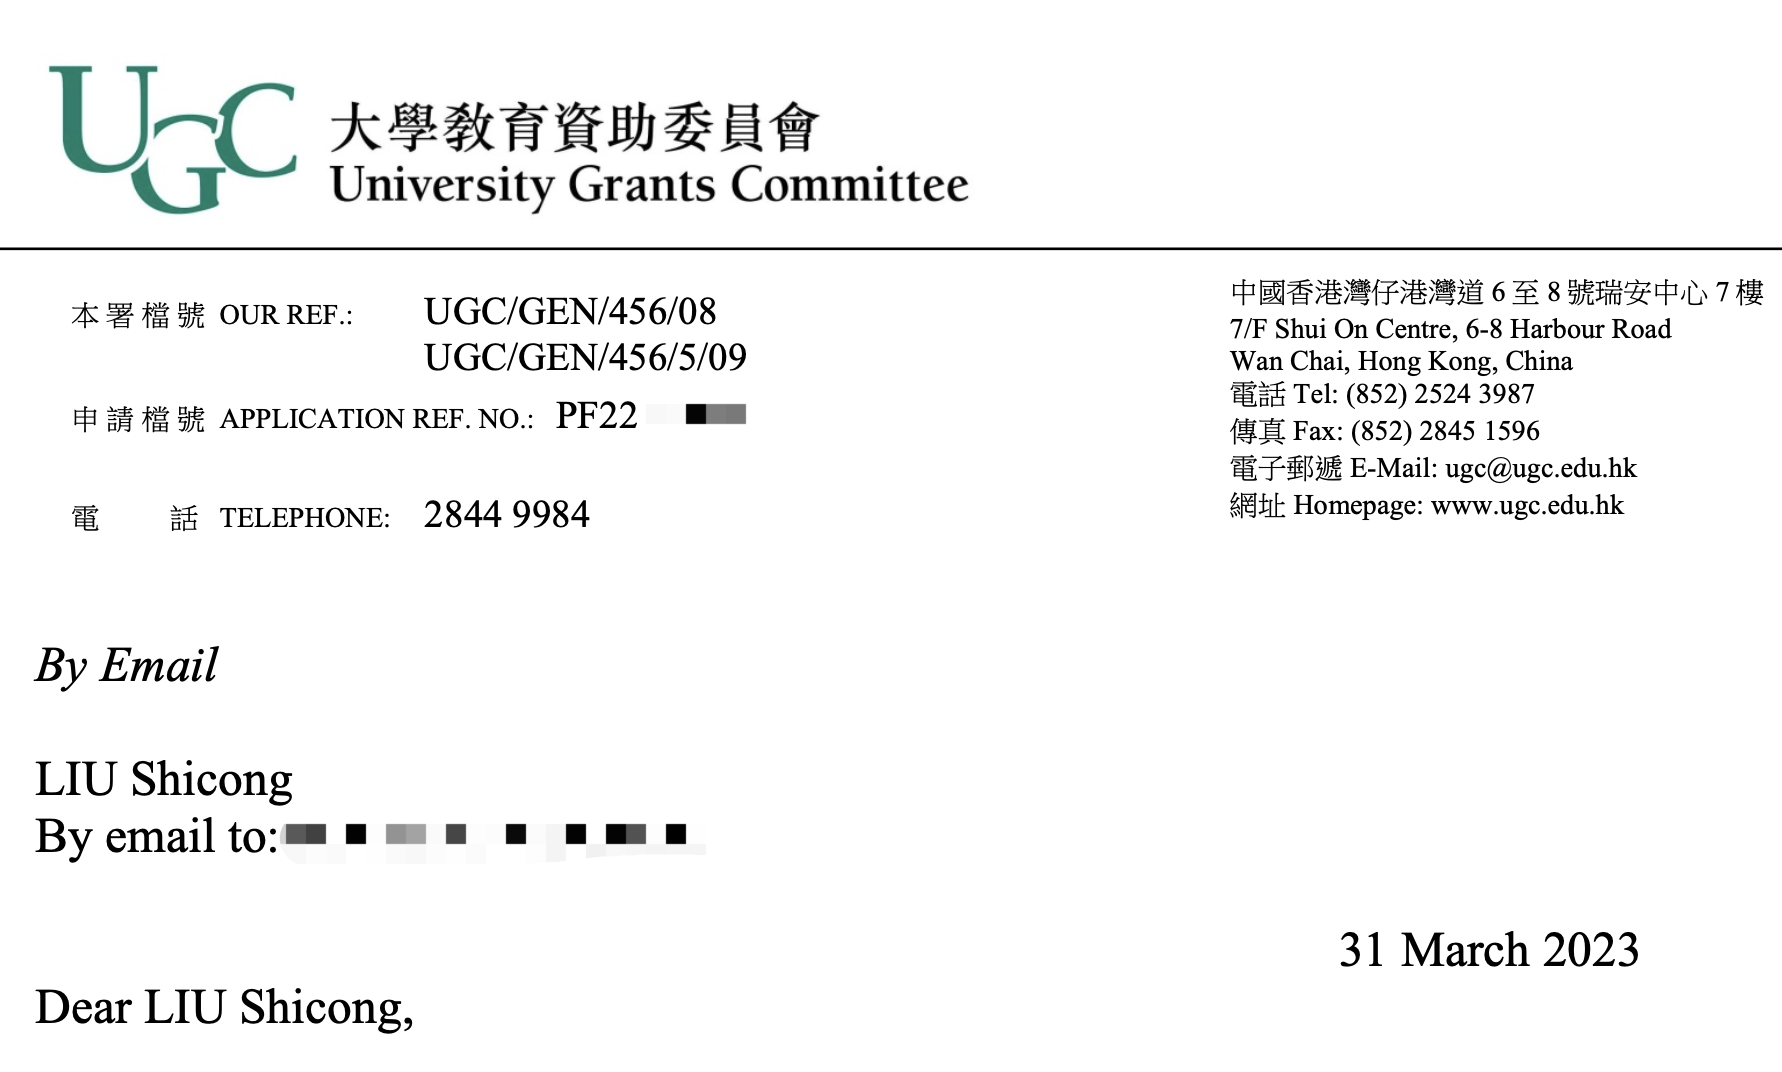 UGC
大學教育資助委員會
University Grants Committee
本署檔號 OUR REF.: UGC/GEN/456/08
UGC/GEN/456/5/09
申請檔號 APPLICATION REF. NO.: PF22
電 話 TELEPHONE: 2844 9984
中國香港灣仔港灣道 6 至 8 號瑞安中心 7 樓
7/F Shui On Centre, 6-8 Harbour Road
Wan Chai, Hong Kong, China
電話 Tel: (852) 2524 3987
傳真 Fax: (852) 2845 1596
電子郵遞 E-Mail: ugc@ugc.edu.hk
網址 Homepage: www.ugc.edu.hk
By Email
LIU Shicong
By email to:
31 March 2023
Dear LIU Shicong,